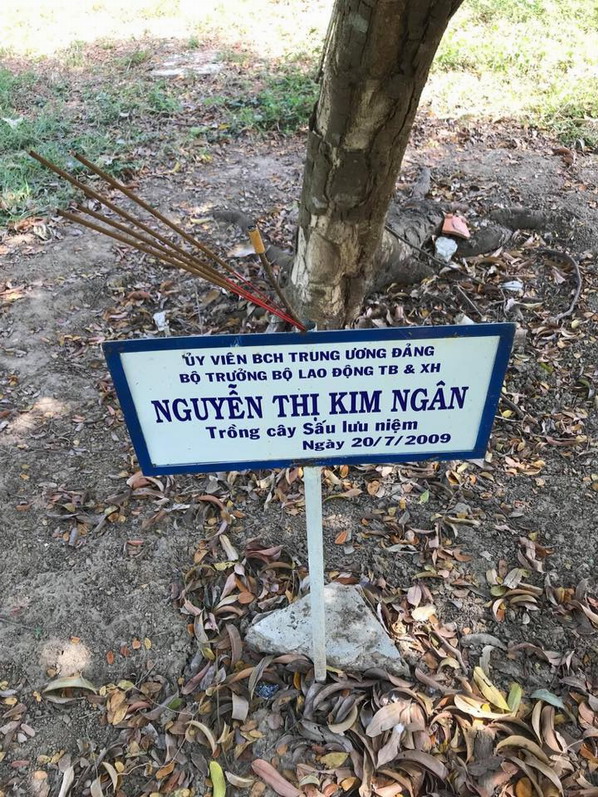 ỦY VIÊN BCH TRUNG ƯƠNG ĐẢNG
BỘ TRƯỞNG BỘ LAO ĐỘNG TB & XH
NGUYỄN THỊ KIM NGÂN
Trồng cây Sấu lưu niệm
Ngày 20/7/2009